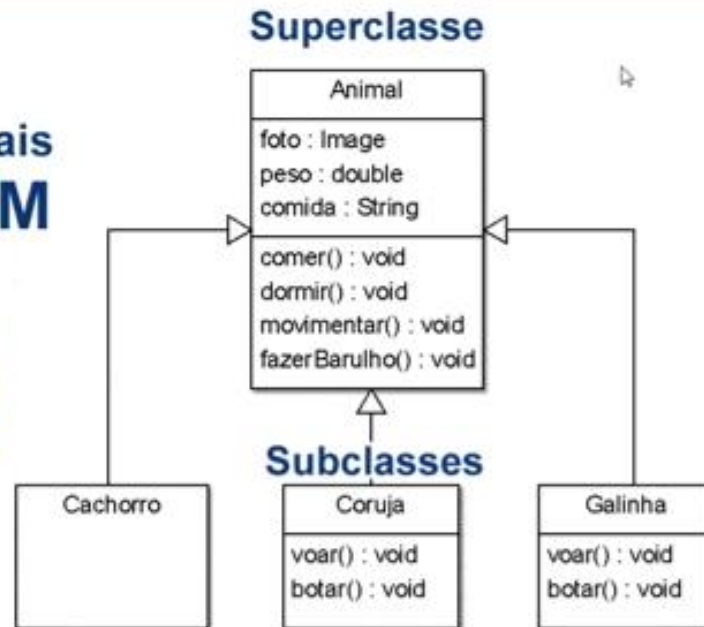 Superclasse
Animal
foto : Image
peso : double
comida : String
comer() : void
dormir() : void
movimentar() : void
fazerBarulho() : void
Subclasses
Cachorro
Coruja
voar() : void
botar() : void
Galinha
voar() : void
botar() : void